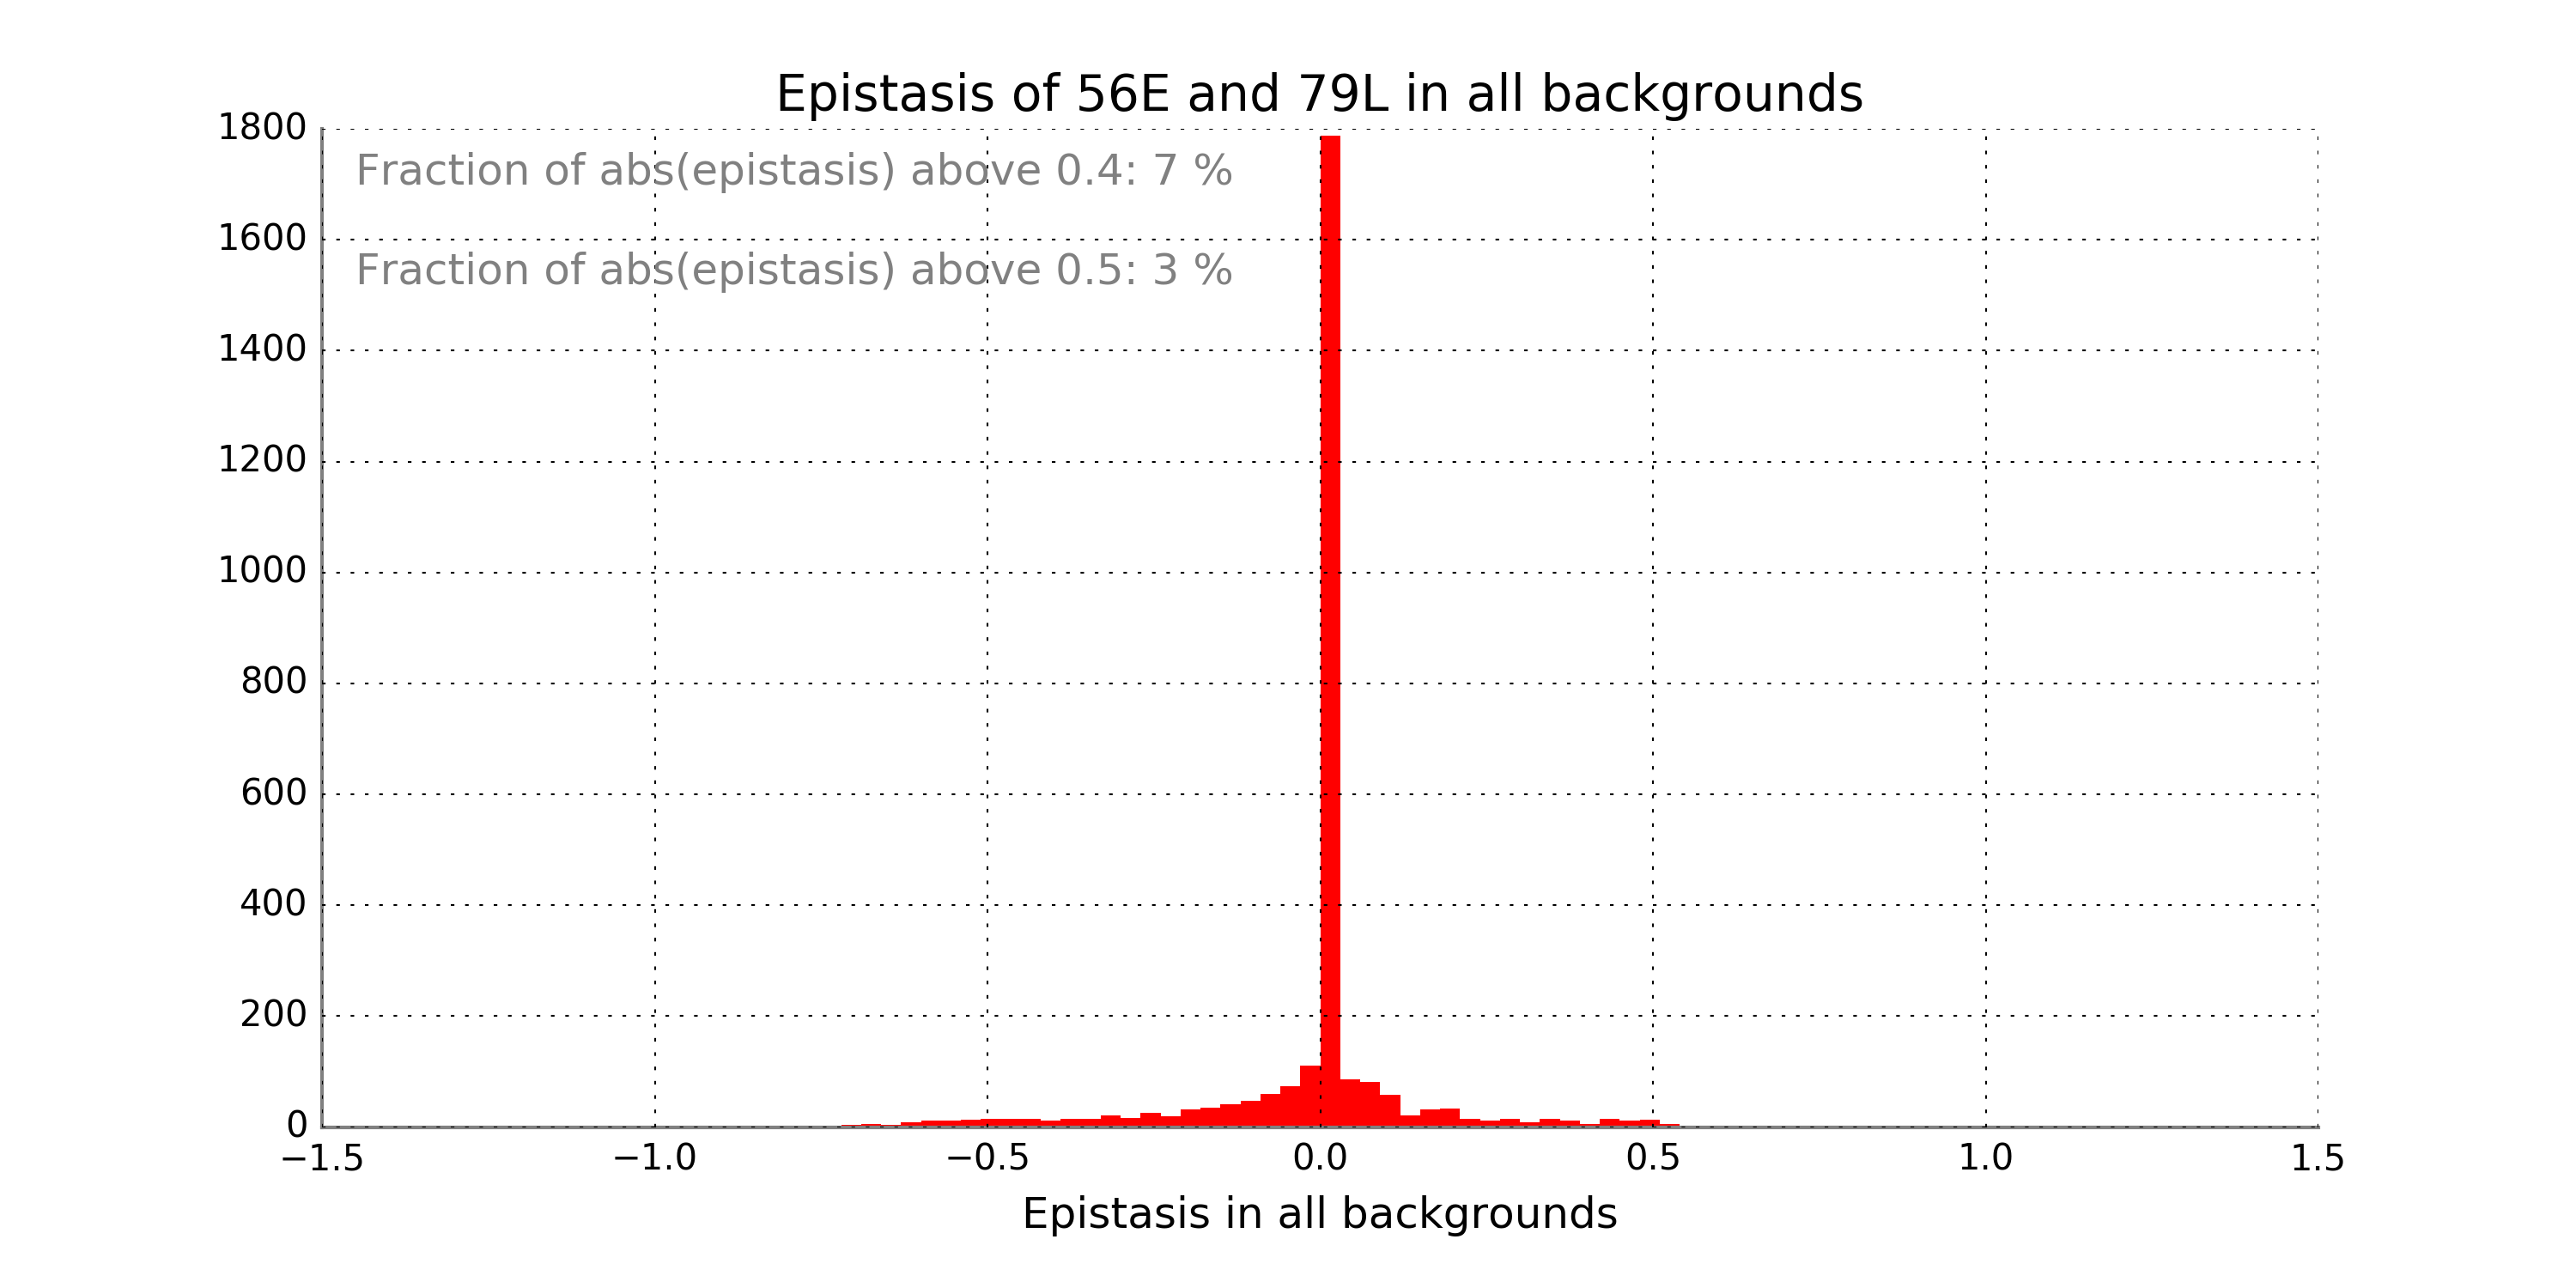 Epistasis of 56E and 79L in all backgrounds
1800
Fraction of abs(epistasis) above 0.4: 7 %
1600
Fraction of abs(epistasis) above 0.5: 3 %
1400
1200
1000
800
600
400
200
0
−1.5 −1.0 −0.5 0.0 0.5 1.0 1.5
Epistasis in all backgrounds